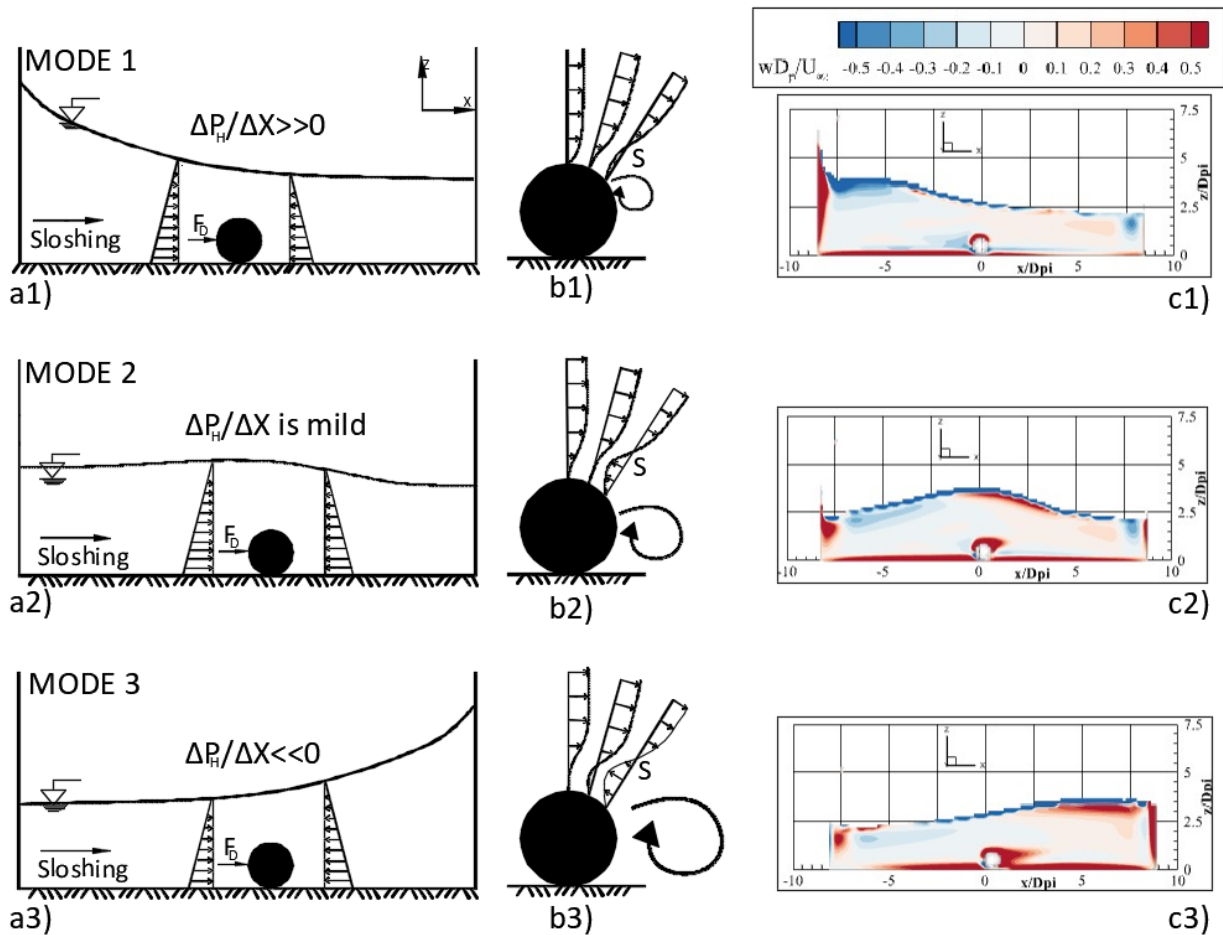 MODE 1
z
x
ΔP_H/ΔX>>0
Sloshing
F_D
a1)
S
b1)
wD_pi/U_∞:
-0.5 -0.4 -0.3 -0.2 -0.1 0 0.1 0.2 0.3 0.4 0.5
z
x
7.5
5
2.5
0
z/Dpi
-10 -5 0 5 10
x/Dpi
c1)
MODE 2
ΔP_H/ΔX is mild
Sloshing
F_D
a2)
S
b2)
z
x
7.5
5
2.5
0
z/Dpi
-10 -5 0 5 10
x/Dpi
c2)
MODE 3
ΔP_H/ΔX<<0
Sloshing
F_D
a3)
S
b3)
z
x
7.5
5
2.5
0
z/Dpi
-10 -5 0 5 10
x/Dpi
c3)